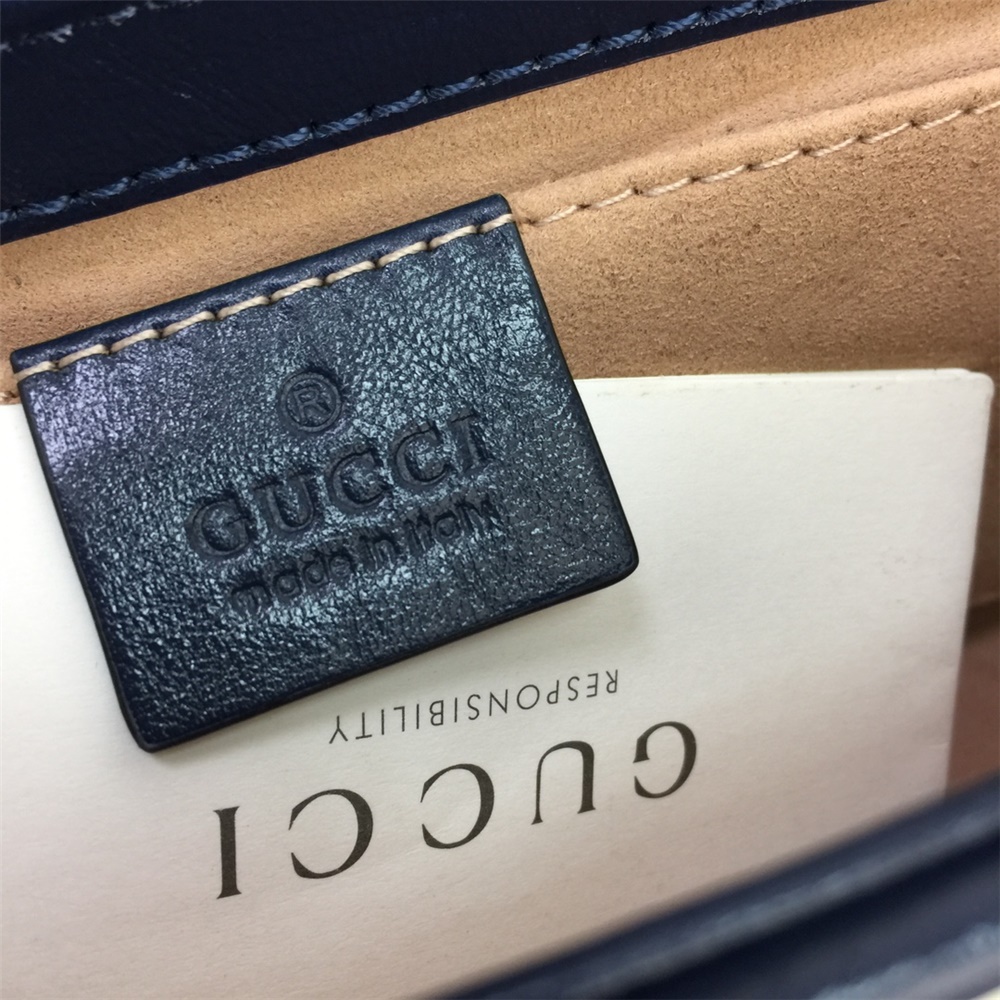 ®
GUCCI
made in Italy
GUCCI
RESPONSIBILITY